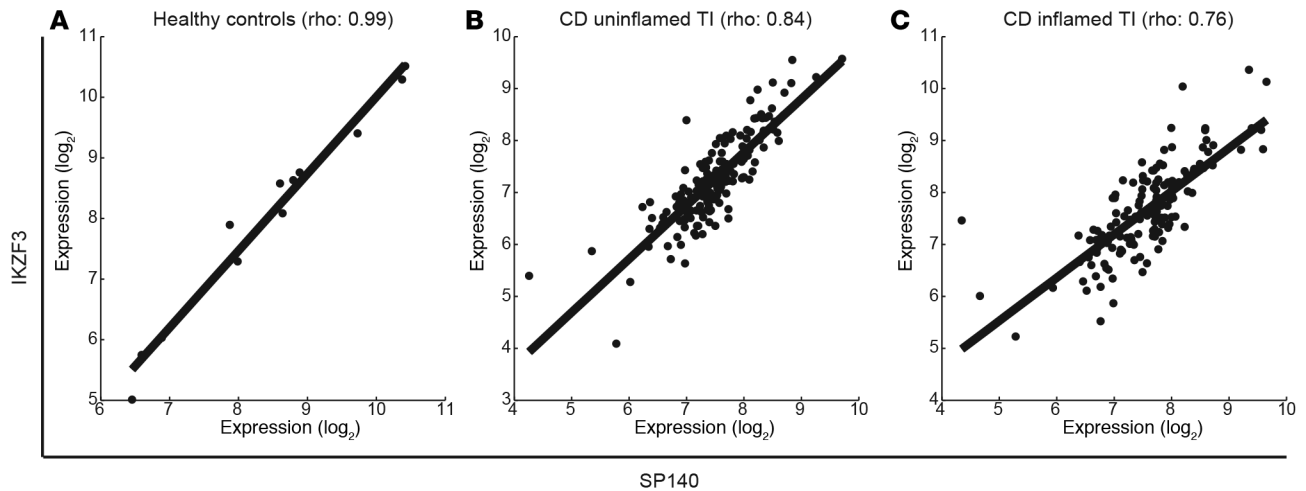 A Healthy controls (rho: 0.99)
B CD uninflamed TI (rho: 0.84)
C CD inflamed TI (rho: 0.76)
IKZF3
Expression (log2)
11
10
9
8
7
6
5
6 7 8 9 10 11
Expression (log2)
Expression (log2)
10
9
8
7
6
5
4
3
4 5 6 7 8 9 10
Expression (log2)
Expression (log2)
11
10
9
8
7
6
5
4
4 5 6 7 8 9 10
Expression (log2)
SP140